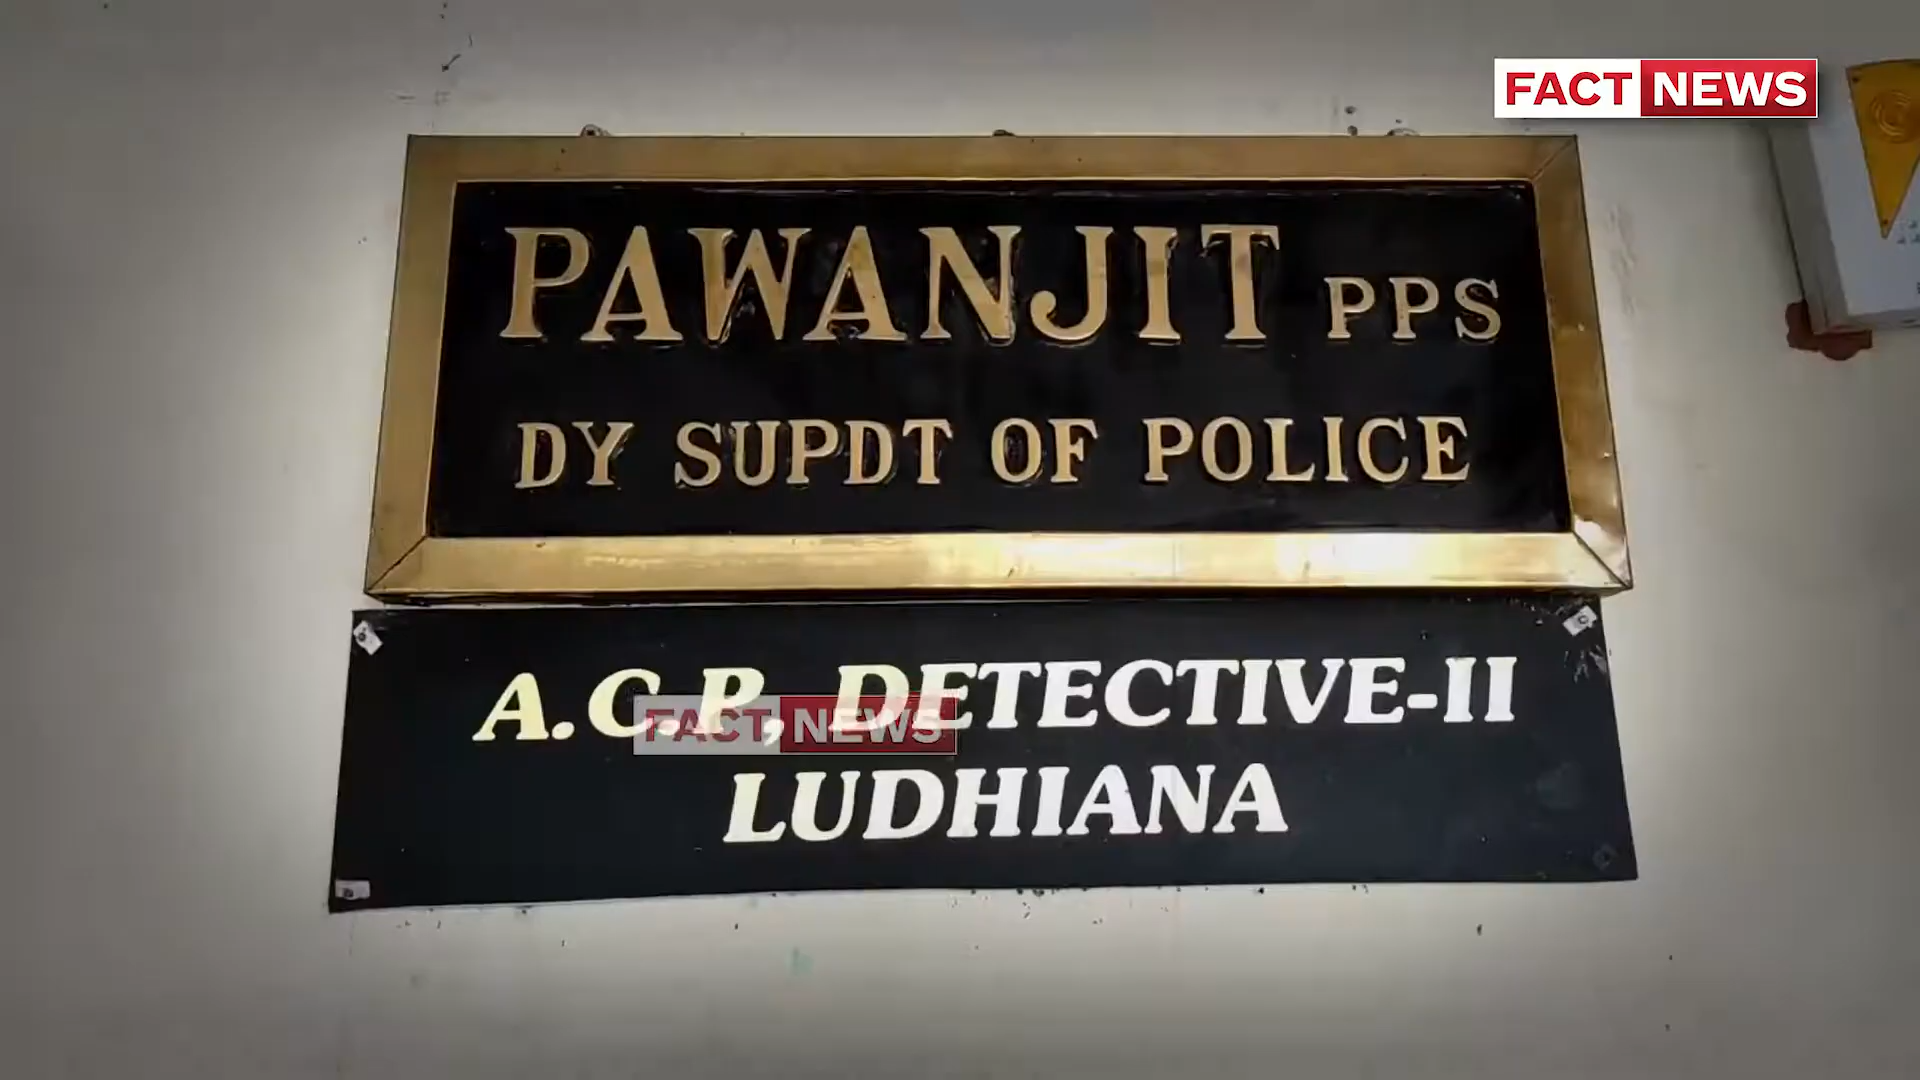 FACT NEWS
PAWANJIT PPS
DY SUPDT OF POLICE
A.C.P, DETECTIVE-II
FACT NEWS
LUDHIANA